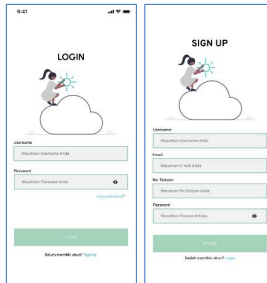 9:41
LOGIN
Username
Masukkan Username Anda
Password
Masukkan Password Anda
Lupa password?
LOGIN
Belum memiliki akun? Sign Up
SIGN UP
Username
Masukkan Username Anda
Email
Masukkan E-mail Anda
No Telepon
Masukkan No.Telepon Anda
Password
Masukkan Password Anda
SIGN UP
Sudah memiliki akun? Login